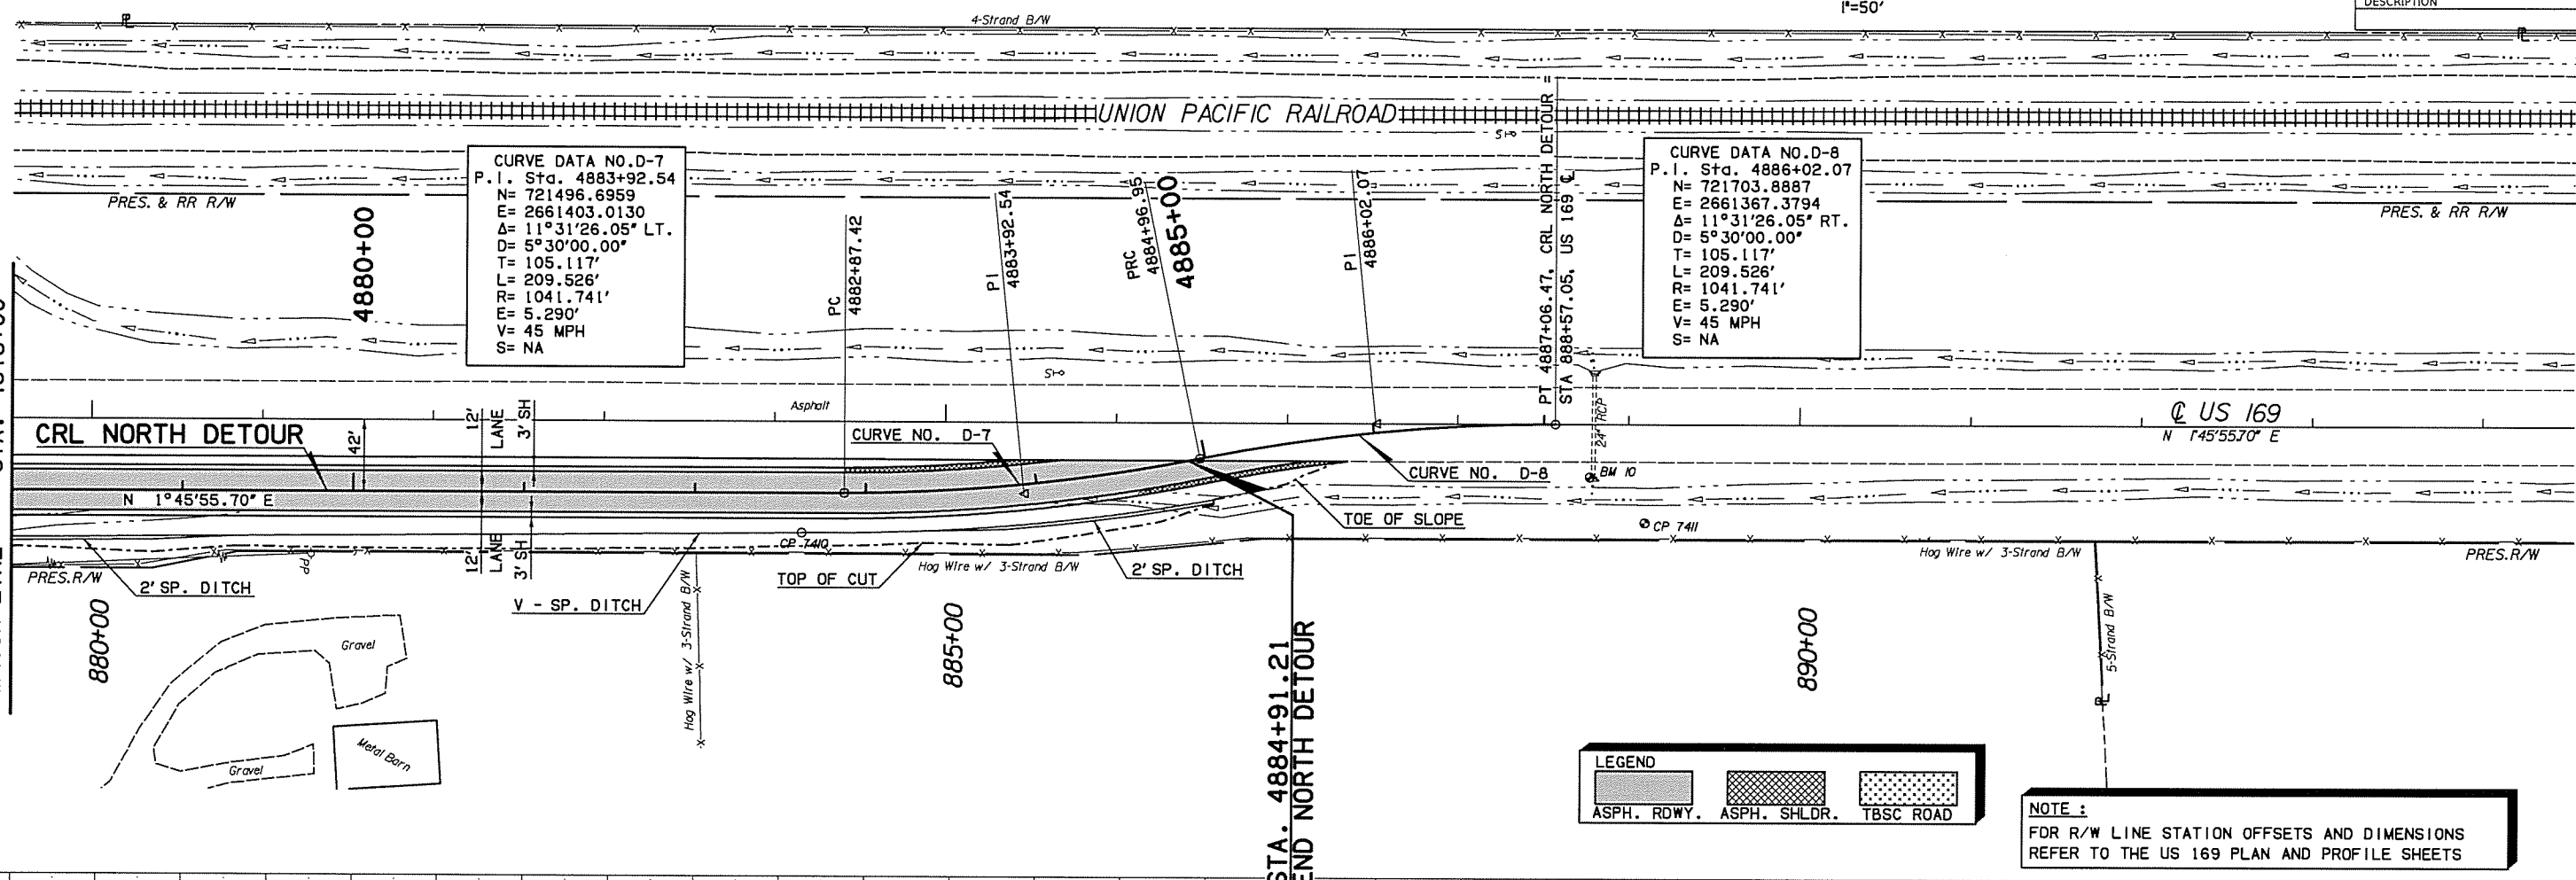 1"=50'
DESCRIPTION
4-Strand B/W
UNION PACIFIC RAILROAD
PRES. & RR R/W
PRES. & RR R/W
CURVE DATA NO.D-7
P.I. Sta. 4883+92.54
N= 721496.6959
E= 2661403.0130
Δ= 11°31'26.05" LT.
D= 5°30'00.00"
T= 105.117'
L= 209.526'
R= 1041.741'
E= 5.290'
V= 45 MPH
S= NA
CURVE DATA NO.D-8
P.I. Sta. 4886+02.07
N= 721703.8887
E= 2661367.3794
Δ= 11°31'26.05" RT.
D= 5°30'00.00"
T= 105.117'
L= 209.526'
R= 1041.741'
E= 5.290'
V= 45 MPH
S= NA
4880+00
PC
4882+87.42
PI
4883+92.54
PRC
4884+96.95
4885+00
PI
4886+02.07
PT 4887+06.47, CRL NORTH DETOUR =
STA 888+57.05, US 169 ℄
Asphalt
CRL NORTH DETOUR
42'
12'
LANE
3' SH
CURVE NO. D-7
CURVE NO. D-8
24" RCP
BM 10
℄ US 169
N 1°45'55.70" E
N 1°45'55.70" E
TOE OF SLOPE
CP 7411
CP 7410
12'
LANE
3' SH
PP
PRES.R/W
2' SP. DITCH
V - SP. DITCH
TOP OF CUT
Hog Wire w/ 3-Strand B/W
2' SP. DITCH
Hog Wire w/ 3-Strand B/W
PRES.R/W
Hog Wire w/ 3-Strand B/W
5-Strand B/W
880+00
885+00
890+00
Gravel
Gravel
Metal Barn
STA. 4884+91.21
END NORTH DETOUR
LEGEND
ASPH. RDWY. ASPH. SHLDR. TBSC ROAD
NOTE :
FOR R/W LINE STATION OFFSETS AND DIMENSIONS
REFER TO THE US 169 PLAN AND PROFILE SHEETS